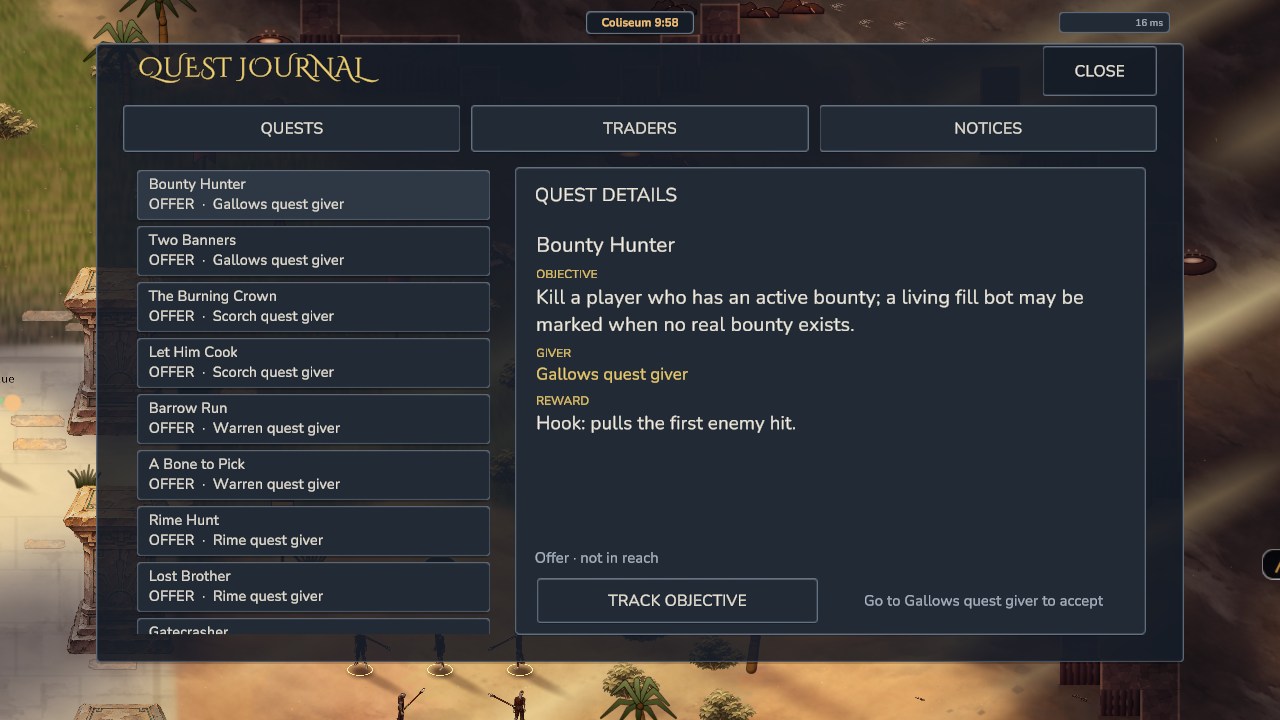 Coliseum 9:58
16 ms
QUEST JOURNAL
CLOSE
QUESTS
TRADERS
NOTICES
Bounty Hunter
OFFER · Gallows quest giver
Two Banners
OFFER · Gallows quest giver
The Burning Crown
OFFER · Scorch quest giver
Let Him Cook
OFFER · Scorch quest giver
Barrow Run
OFFER · Warren quest giver
A Bone to Pick
OFFER · Warren quest giver
Rime Hunt
OFFER · Rime quest giver
Lost Brother
OFFER · Rime quest giver
Gatecrasher
QUEST DETAILS
Bounty Hunter
OBJECTIVE
Kill a player who has an active bounty; a living fill bot may be
marked when no real bounty exists.
GIVER
Gallows quest giver
REWARD
Hook: pulls the first enemy hit.
Offer · not in reach
TRACK OBJECTIVE
Go to Gallows quest giver to accept
ue